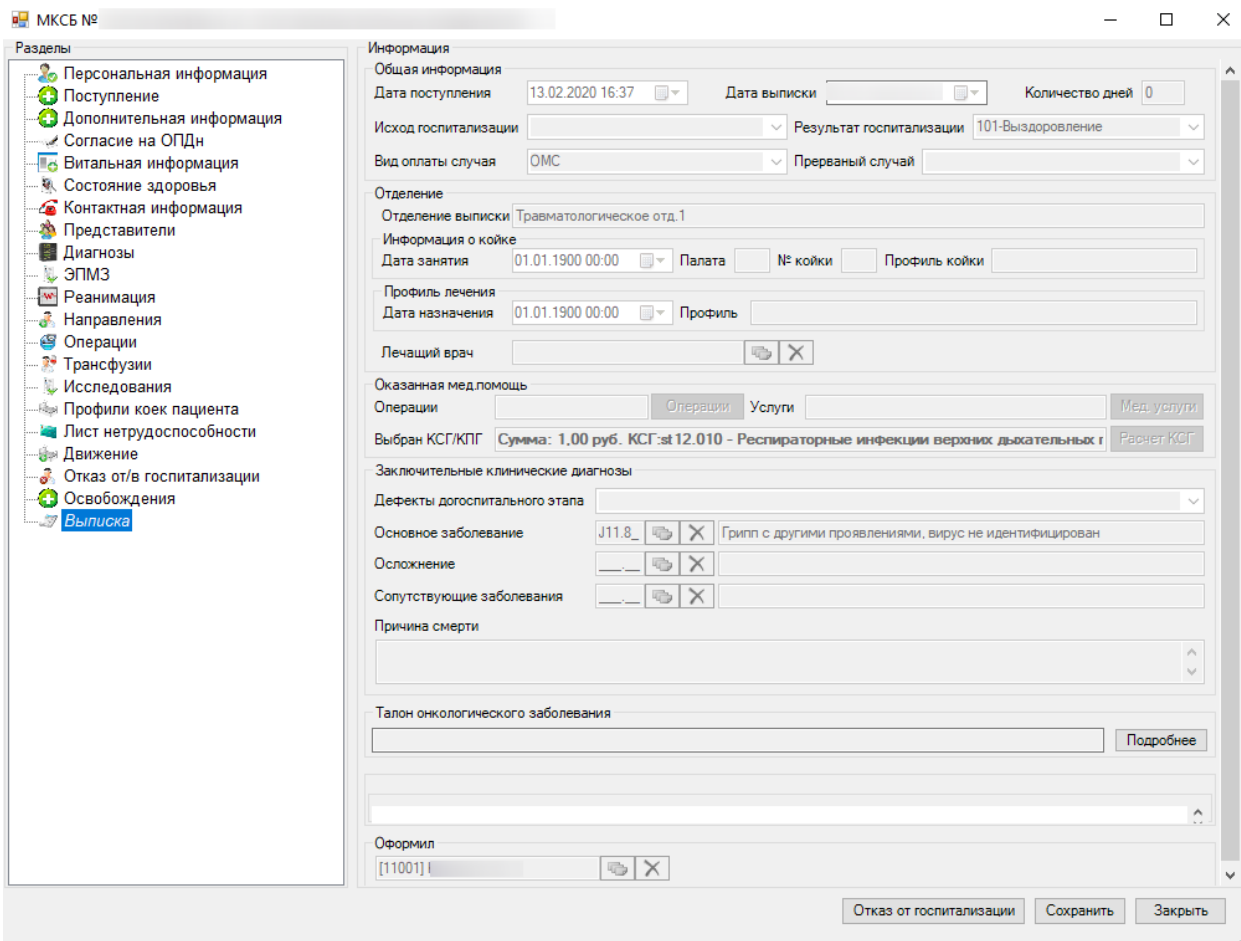 МКСБ №
Разделы
Персональная информация
Поступление
Дополнительная информация
Согласие на ОПДн
Витальная информация
Состояние здоровья
Контактная информация
Представители
Диагнозы
ЭПМЗ
Реанимация
Направления
Операции
Трансфузии
Исследования
Профили коек пациента
Лист нетрудоспособности
Движение
Отказ от/в госпитализации
Освобождения
Выписка
Информация
Общая информация
Дата поступления 13.02.2020 16:37 Дата выписки Количество дней 0
Исход госпитализации Результат госпитализации 101-Выздоровление
Вид оплаты случая ОМС Прерваный случай
Отделение
Отделение выписки Травматологическое отд.1
Информация о койке
Дата занятия 01.01.1900 00:00 Палата № койки Профиль койки
Профиль лечения
Дата назначения 01.01.1900 00:00 Профиль
Лечащий врач
Оказанная мед.помощь
Операции Операции Услуги Мед. услуги
Выбран КСГ/КПГ Сумма: 1,00 руб. КСГ:st12.010 - Респираторные инфекции верхних дыхательных Расчет КСГ
Заключительные клинические диагнозы
Дефекты догоспитального этапа
Основное заболевание J11.8_ Грипп с другими проявлениями, вирус не идентифицирован
Осложнение ___.__
Сопутствующие заболевания ___.__
Причина смерти
Талон онкологического заболевания
Подробнее
Оформил
[11001]
Отказ от госпитализации Сохранить Закрыть